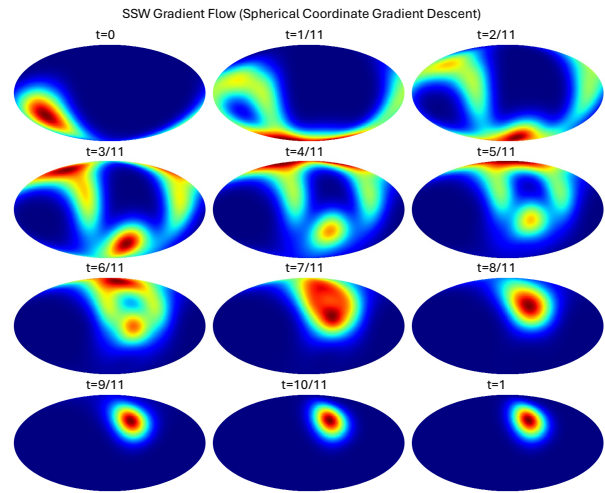 SSW Gradient Flow (Spherical Coordinate Gradient Descent)
t=0 t=1/11 t=2/11
t=3/11 t=4/11 t=5/11
t=6/11 t=7/11 t=8/11
t=9/11 t=10/11 t=1